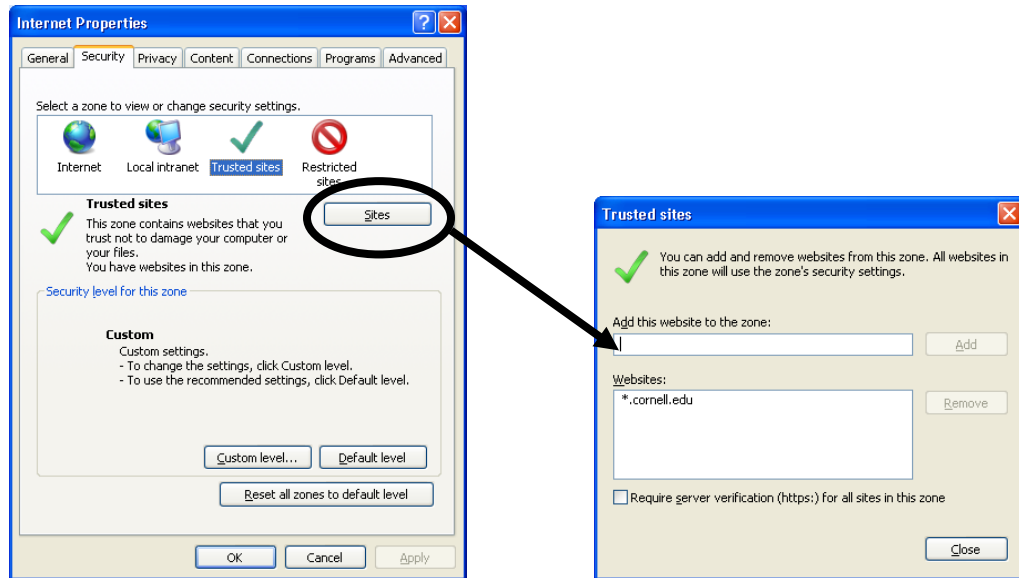 Internet Properties
General Security Privacy Content Connections Programs Advanced
Select a zone to view or change security settings.
Internet Local intranet Trusted sites Restricted
sites
Trusted sites
Sites
This zone contains websites that you
trust not to damage your computer or
your files.
You have websites in this zone.
Security level for this zone
Custom
Custom settings.
- To change the settings, click Custom level.
- To use the recommended settings, click Default level.
Custom level... Default level
Reset all zones to default level
OK Cancel Apply
Trusted sites
You can add and remove websites from this zone. All websites in
this zone will use the zone's security settings.
Add this website to the zone:
Add
Websites:
*.cornell.edu
Remove
Require server verification (https:) for all sites in this zone
Close